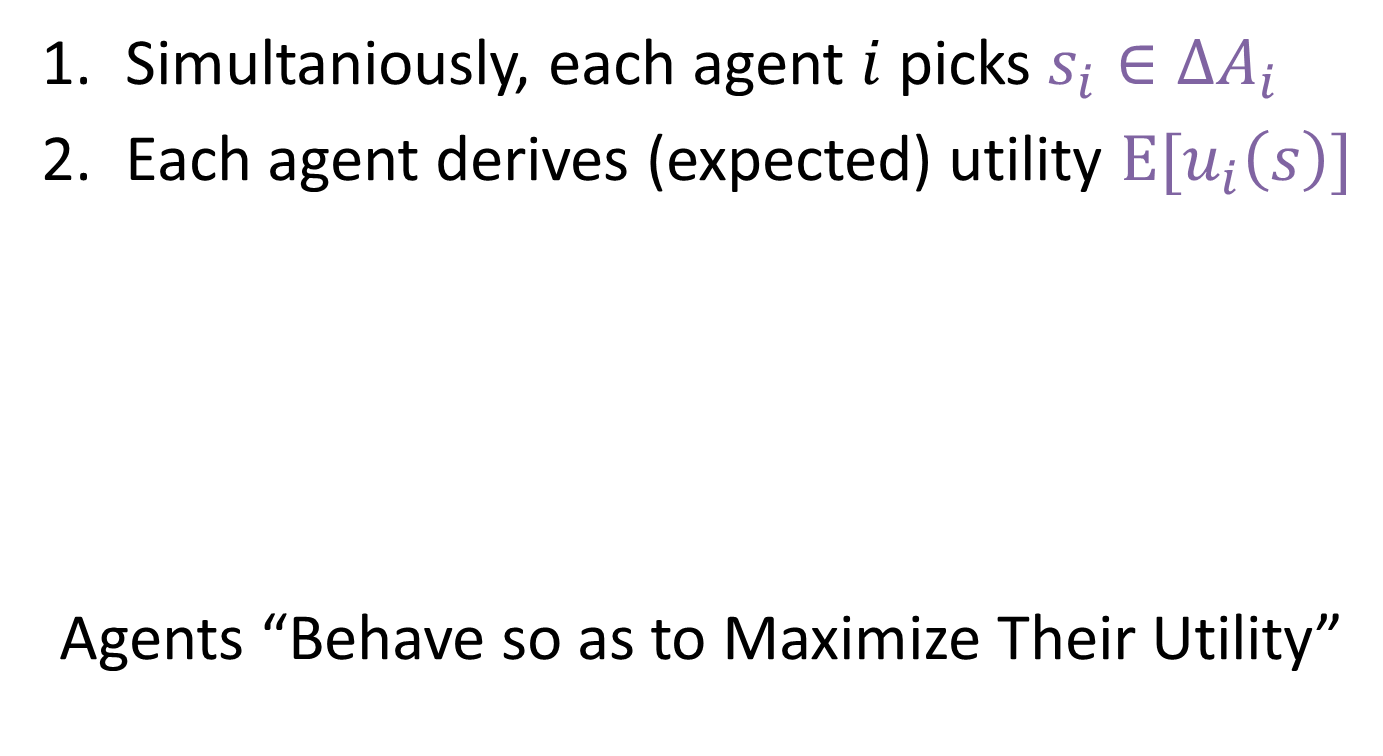 1. Simultaniously, each agent 𝑖 picks 𝑠ᵢ ∈ Δ𝐴ᵢ
2. Each agent derives (expected) utility E[𝑢ᵢ(𝑠)]
Agents “Behave so as to Maximize Their Utility”